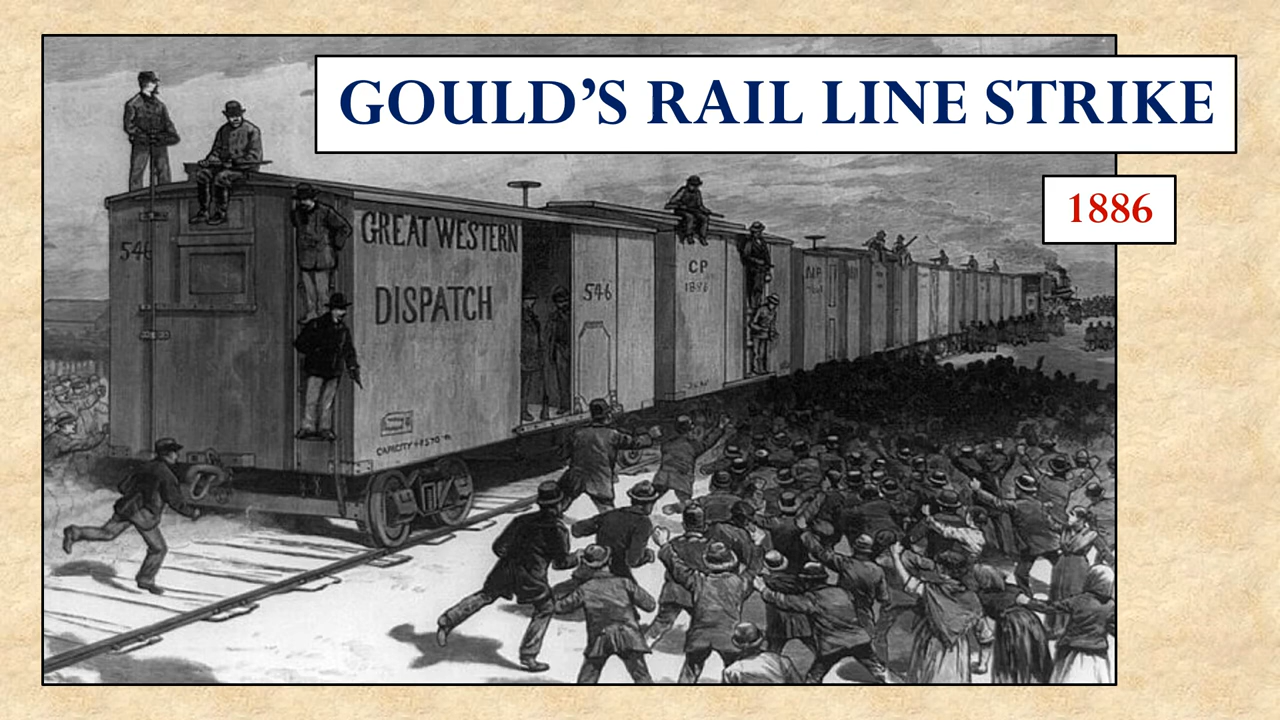 GOULD'S RAIL LINE STRIKE
1886
GREAT WESTERN
DISPATCH
546
546
CP